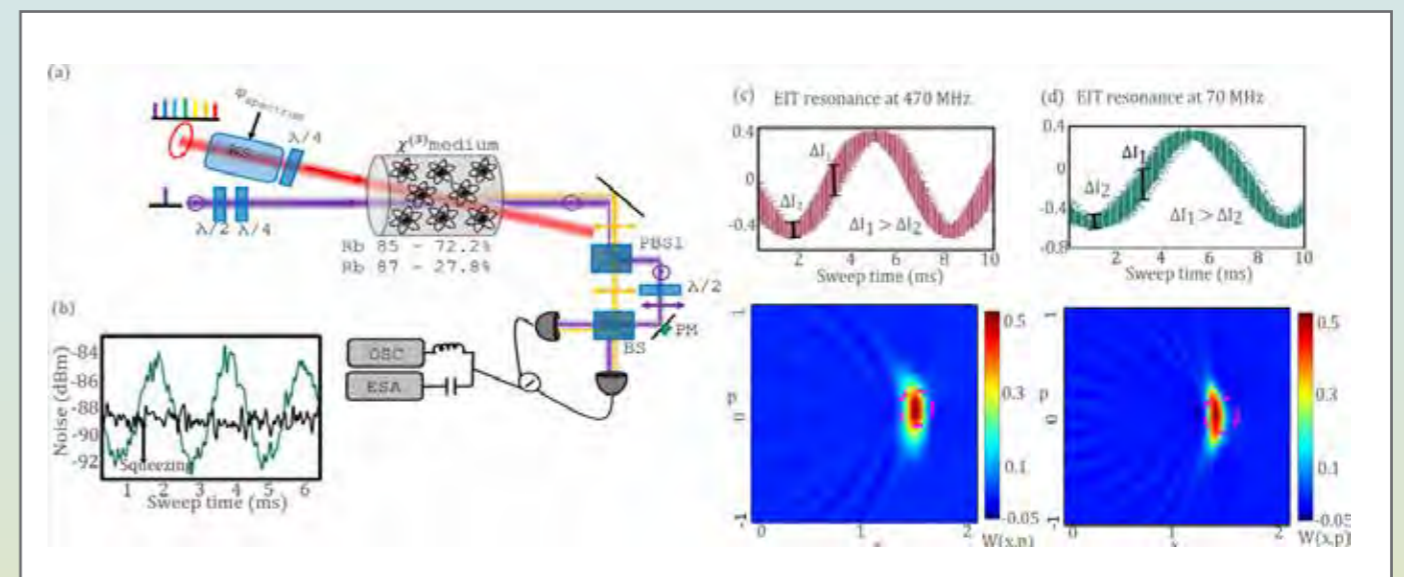 (a)
φspectrum
λ/4
χ(3)medium
λ/2 λ/4
Rb 85 - 72.2%
Rb 87 - 27.8%
PBS1
λ/2
PM
BS
OSC
ESA
(b)
Noise (dBm)
-84
-86
-88
-90
-92
Squeezing
1 2 3 4 5 6
Sweep time (ms)
(c) EIT resonance at 470 MHz
0.4
0
-0.4
ΔI1
ΔI2
ΔI1 > ΔI2
2 4 6 8 10
Sweep time (ms)
(d) EIT resonance at 70 MHz
0.4
0
-0.4
-0.8
ΔI1
ΔI2
ΔI1 > ΔI2
2 4 6 8 10
Sweep time (ms)
1
p
0
-1
0 1 2
0.5
0.3
0.1
-0.05
W(x,p)
1
0
-1
0 1 2
0.5
0.3
0.1
-0.05
W(x,p)